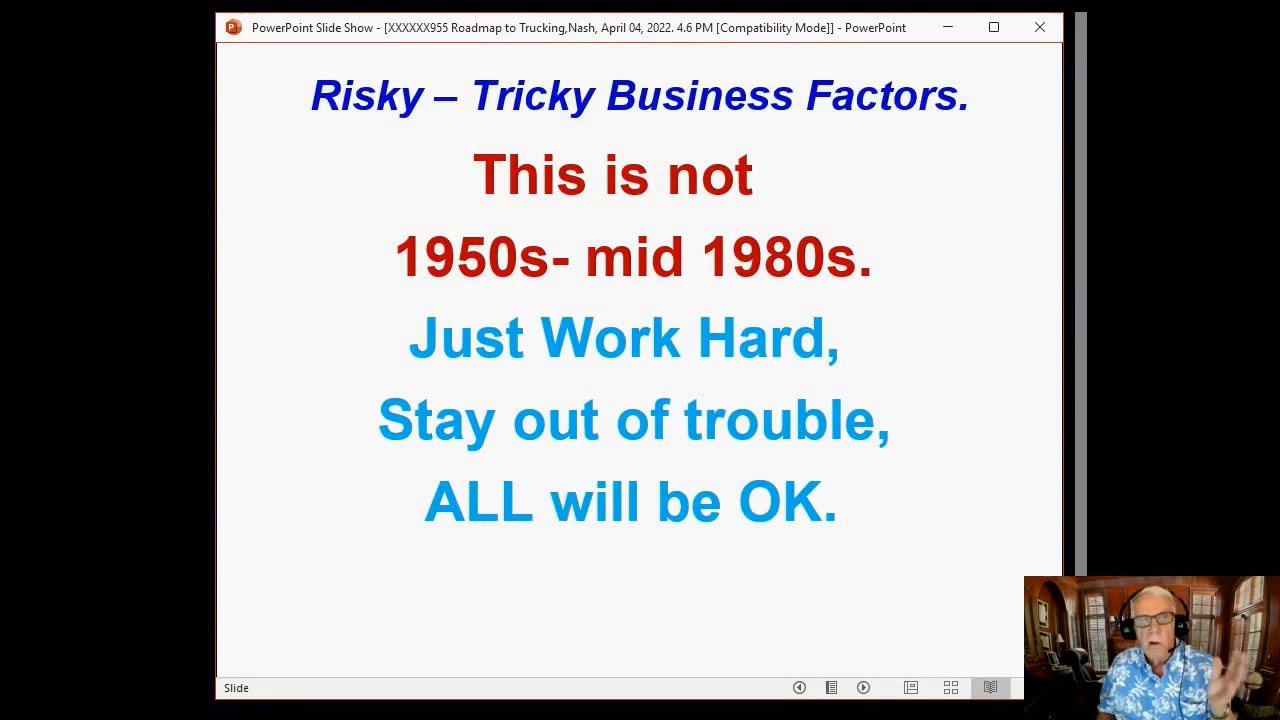 PowerPoint Slide Show - [XXXXXX955 Roadmap to Trucking,Nash, April 04, 2022. 4.6 PM [Compatibility Mode]] - PowerPoint
Risky – Tricky Business Factors.
This is not
1950s- mid 1980s.
Just Work Hard,
Stay out of trouble,
ALL will be OK.
Slide